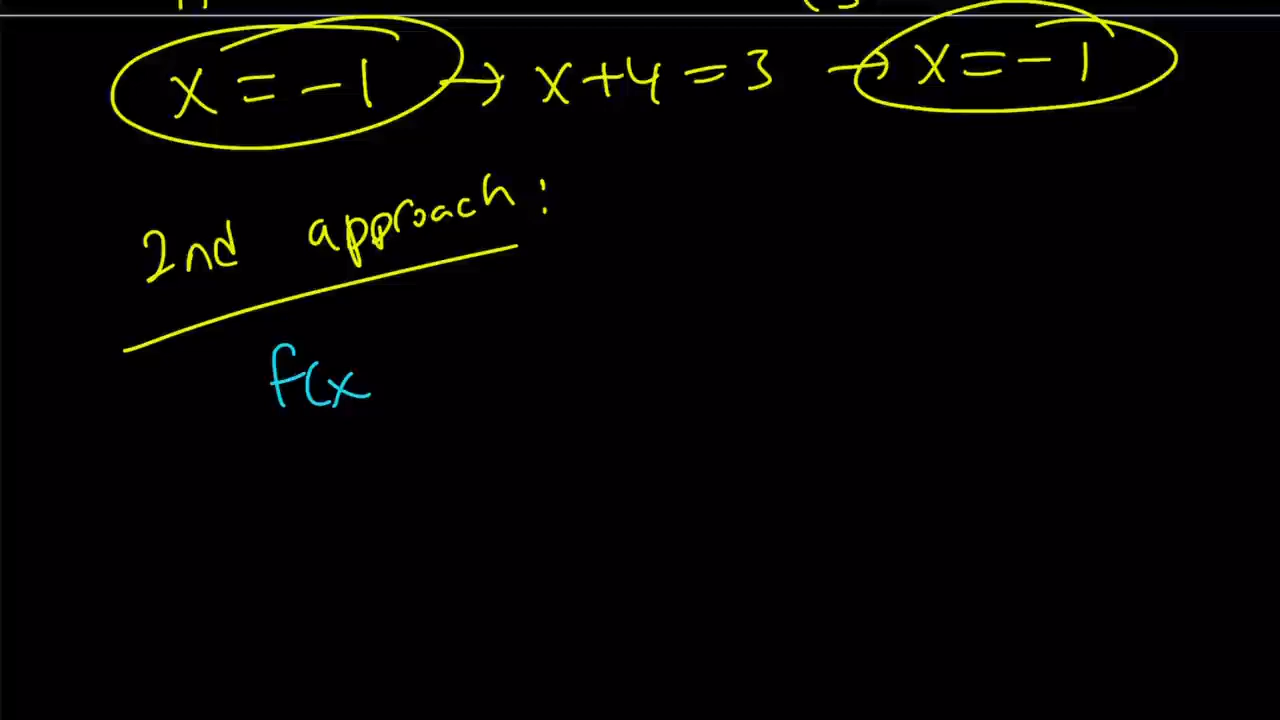 x = -1 → x + 4 = 3 → x = -1
2nd approach:
f(x